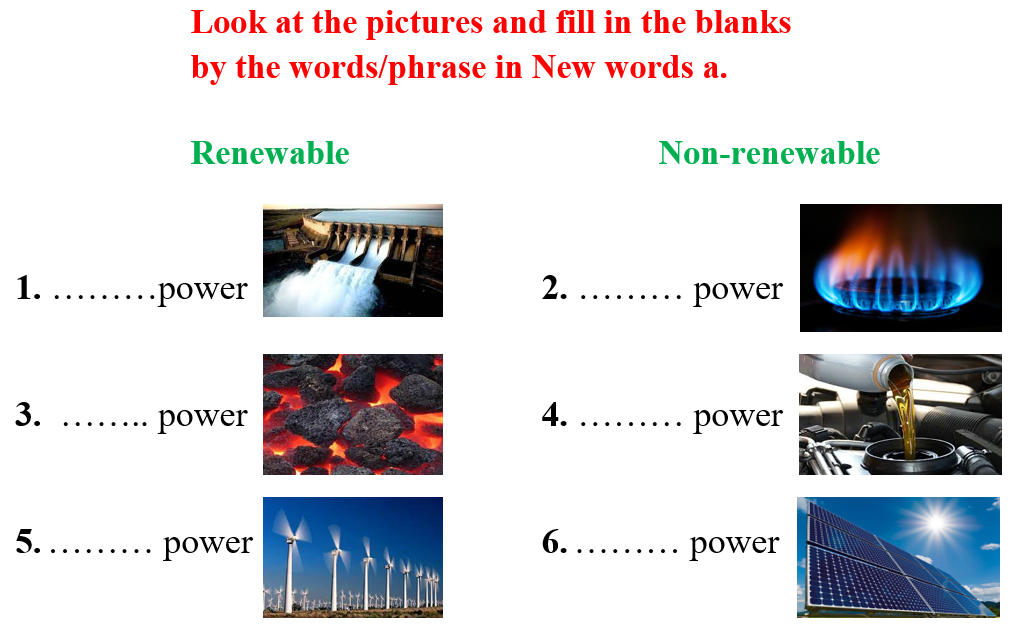 Look at the pictures and fill in the blanks
by the words/phrase in New words a.
Renewable
Non-renewable
1. ………power
2. ……… power
3. …….. power
4. ……… power
5. ……… power
6. ……… power